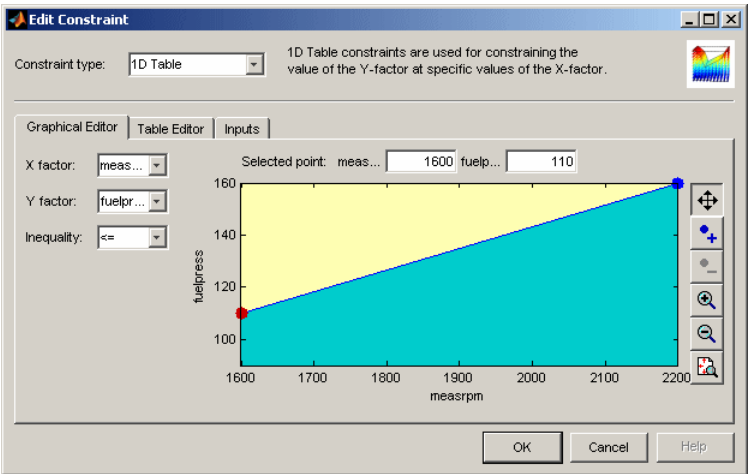 Edit Constraint
Constraint type: 1D Table
1D Table constraints are used for constraining the
value of the Y-factor at specific values of the X-factor.
Graphical Editor Table Editor Inputs
X factor: meas... Selected point: meas... 1600 fuelp... 110
Y factor: fuelpr...
Inequality: <=
160
140
120
100
fuelpress
1600 1700 1800 1900 2000 2100 2200
measrpm
OK Cancel Help